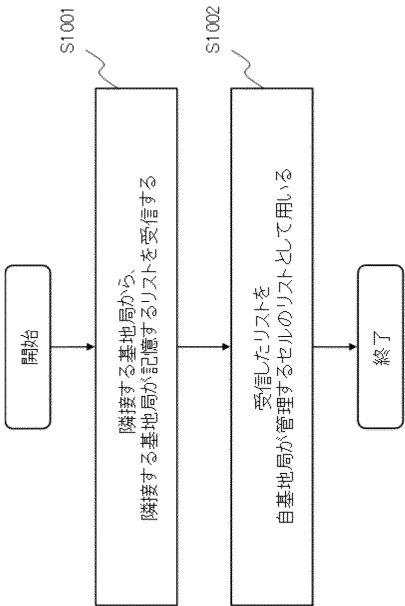 開始
S1001
隣接する基地局から、
隣接する基地局が記憶するリストを受信する
S1002
受信したリストを
自基地局が管理するセルのリストとして用いる
終了